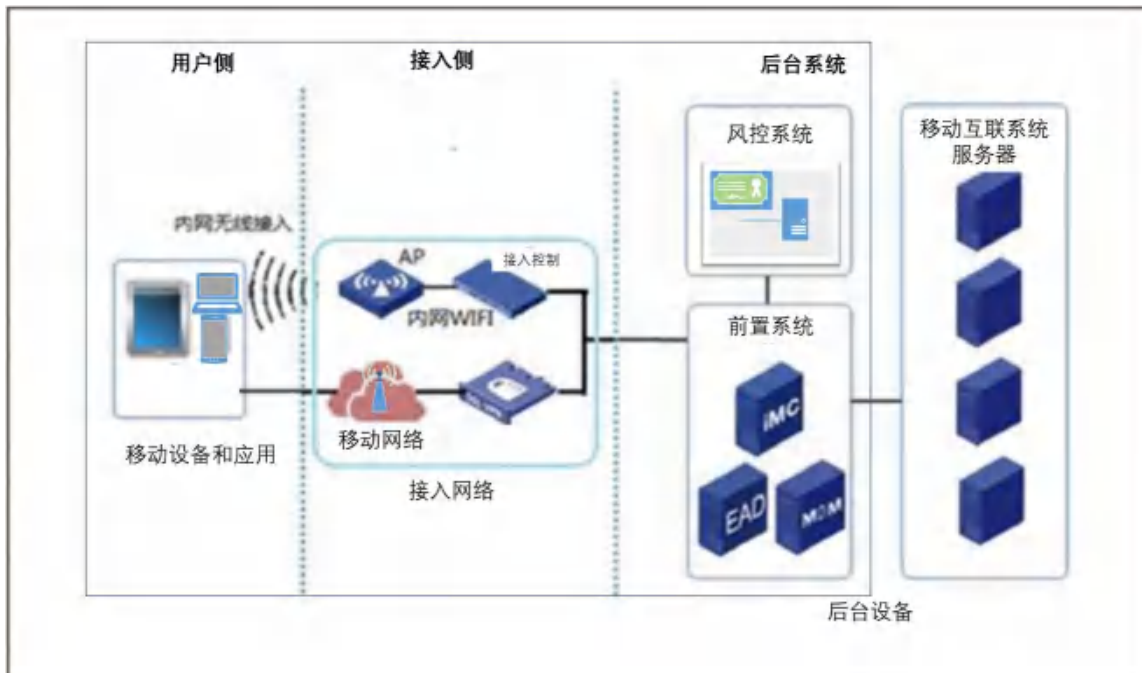 用户侧
接入侧
后台系统
风控系统
移动互联系统
服务器
内网无线接入
AP
接入控制
内网WIFI
移动网络
移动设备和应用
接入网络
前置系统
iMC
EAD
MDM
后台设备